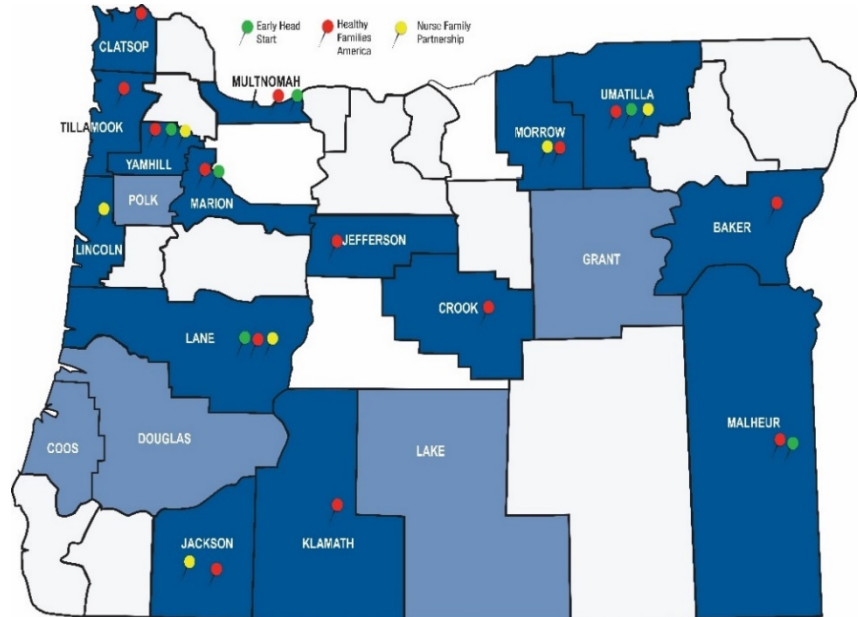 Early Head
Start
Healthy
Families
America
Nurse Family
Partnership
CLATSOP
MULTNOMAH
UMATILLA
TILLAMOOK
MORROW
YAMHILL
POLK
MARION
BAKER
LINCOLN
JEFFERSON
GRANT
CROOK
LANE
MALHEUR
DOUGLAS
COOS
LAKE
JACKSON
KLAMATH